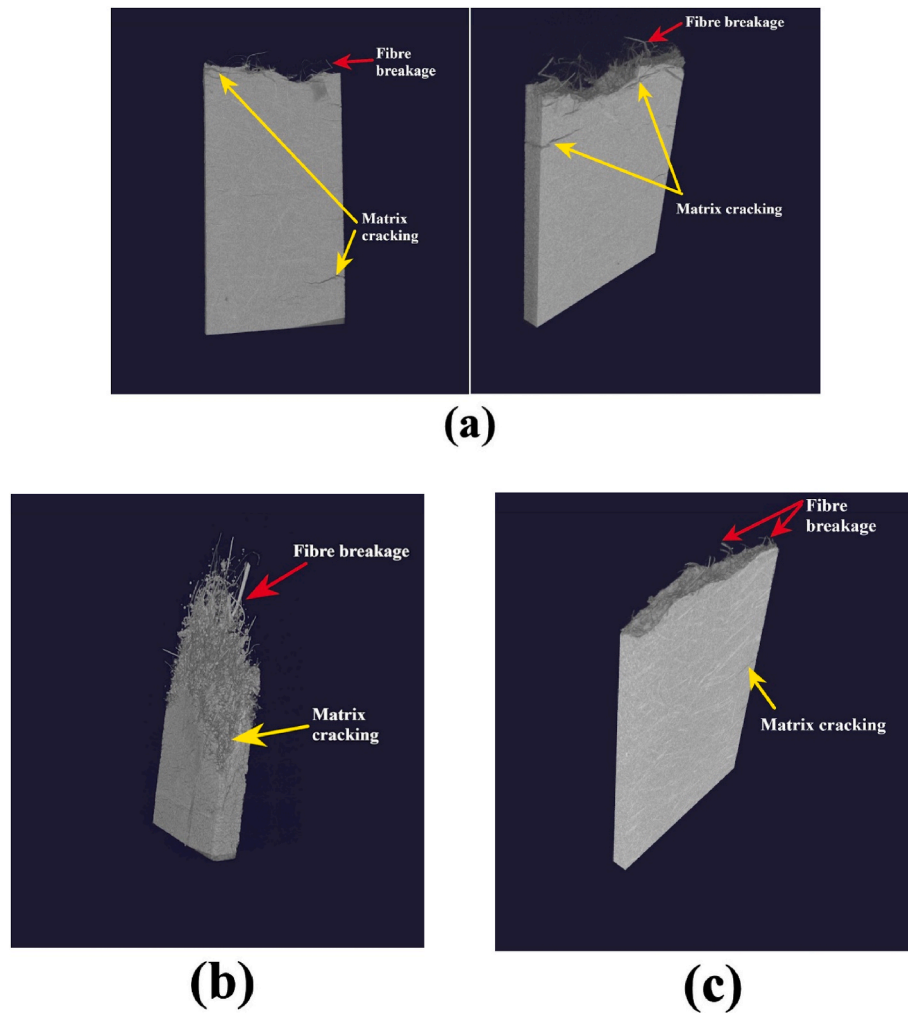 Fibre
breakage
Matrix
cracking
Fibre breakage
Matrix cracking
(a)
Fibre breakage
Matrix
cracking
(b)
Fibre
breakage
Matrix cracking
(c)